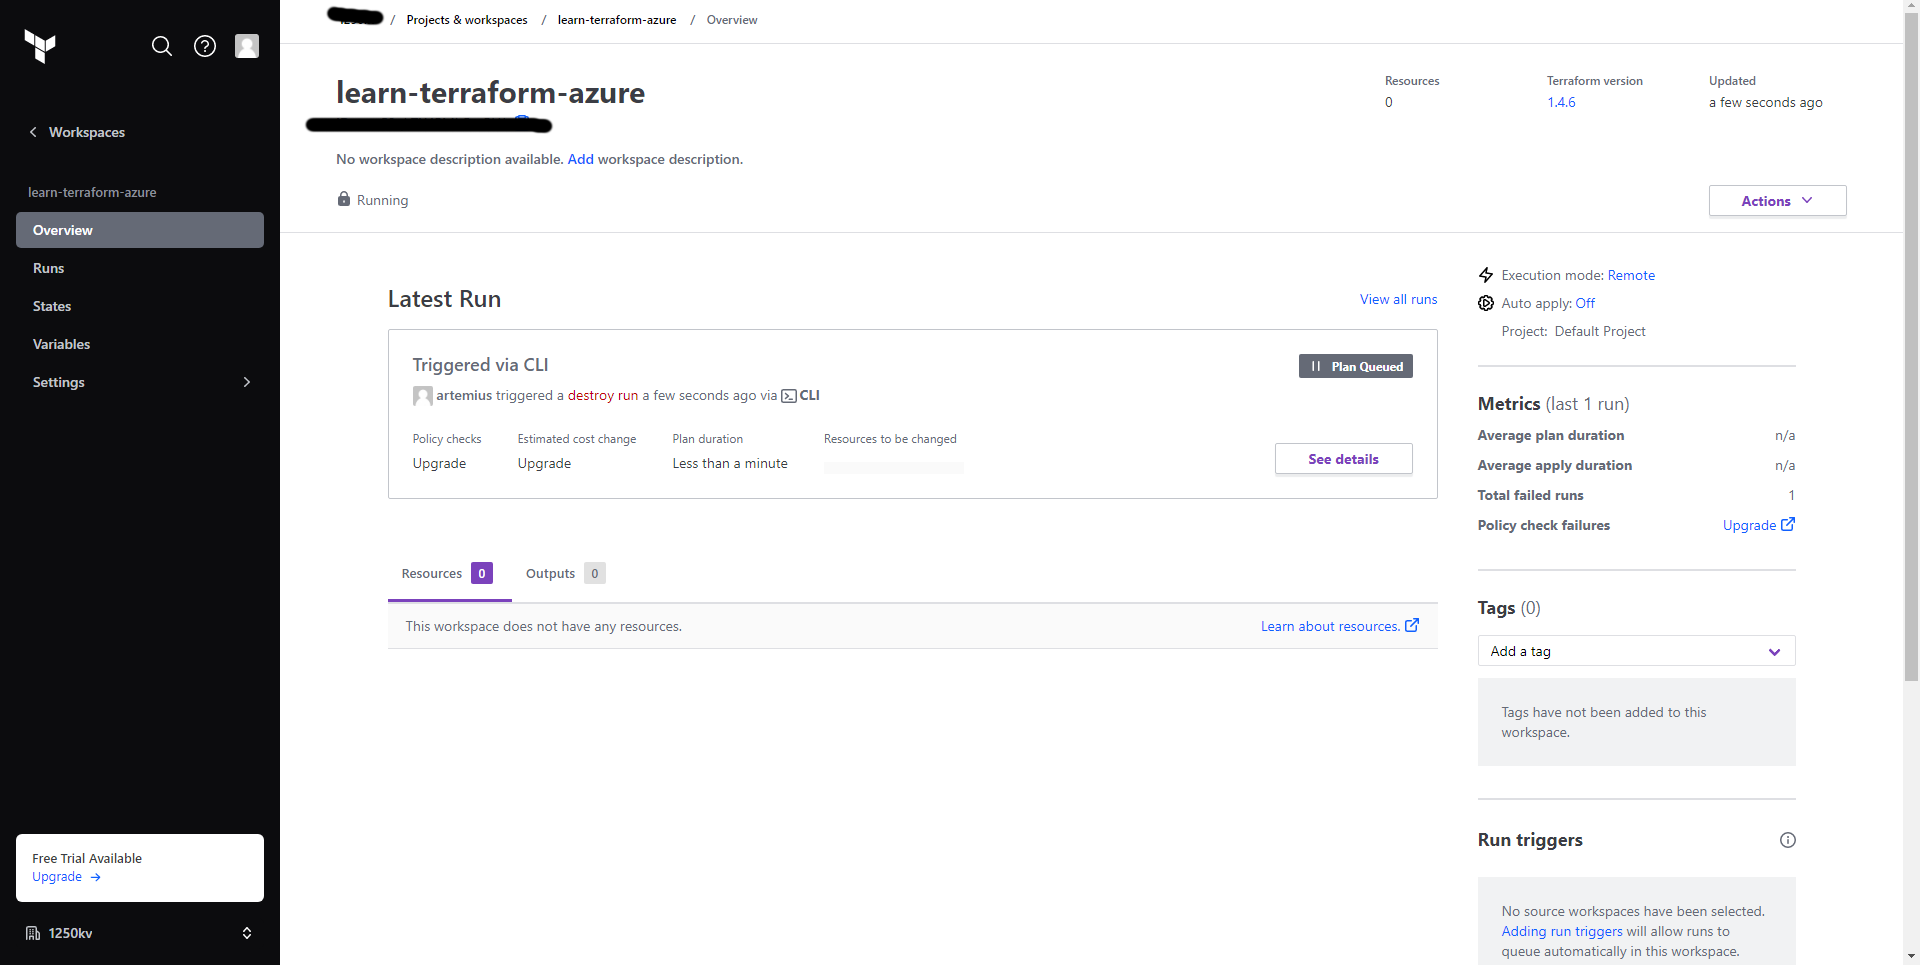 / Projects & workspaces / learn-terraform-azure / Overview
Workspaces
learn-terraform-azure
Overview
Runs
States
Variables
Settings
Free Trial Available
Upgrade →
1250kv
learn-terraform-azure
No workspace description available. Add workspace description.
Running
Resources
0
Terraform version
1.4.6
Updated
a few seconds ago
Actions
Latest Run
View all runs
Triggered via CLI
Plan Queued
artemius triggered a destroy run a few seconds ago via CLI
Policy checks
Upgrade
Estimated cost change
Upgrade
Plan duration
Less than a minute
Resources to be changed
See details
Resources 0
Outputs 0
This workspace does not have any resources.
Learn about resources.
Execution mode: Remote
Auto apply: Off
Project: Default Project
Metrics (last 1 run)
Average plan duration n/a
Average apply duration n/a
Total failed runs 1
Policy check failures Upgrade
Tags (0)
Add a tag
Tags have not been added to this
workspace.
Run triggers
No source workspaces have been selected.
Adding run triggers will allow runs to
queue automatically in this workspace.